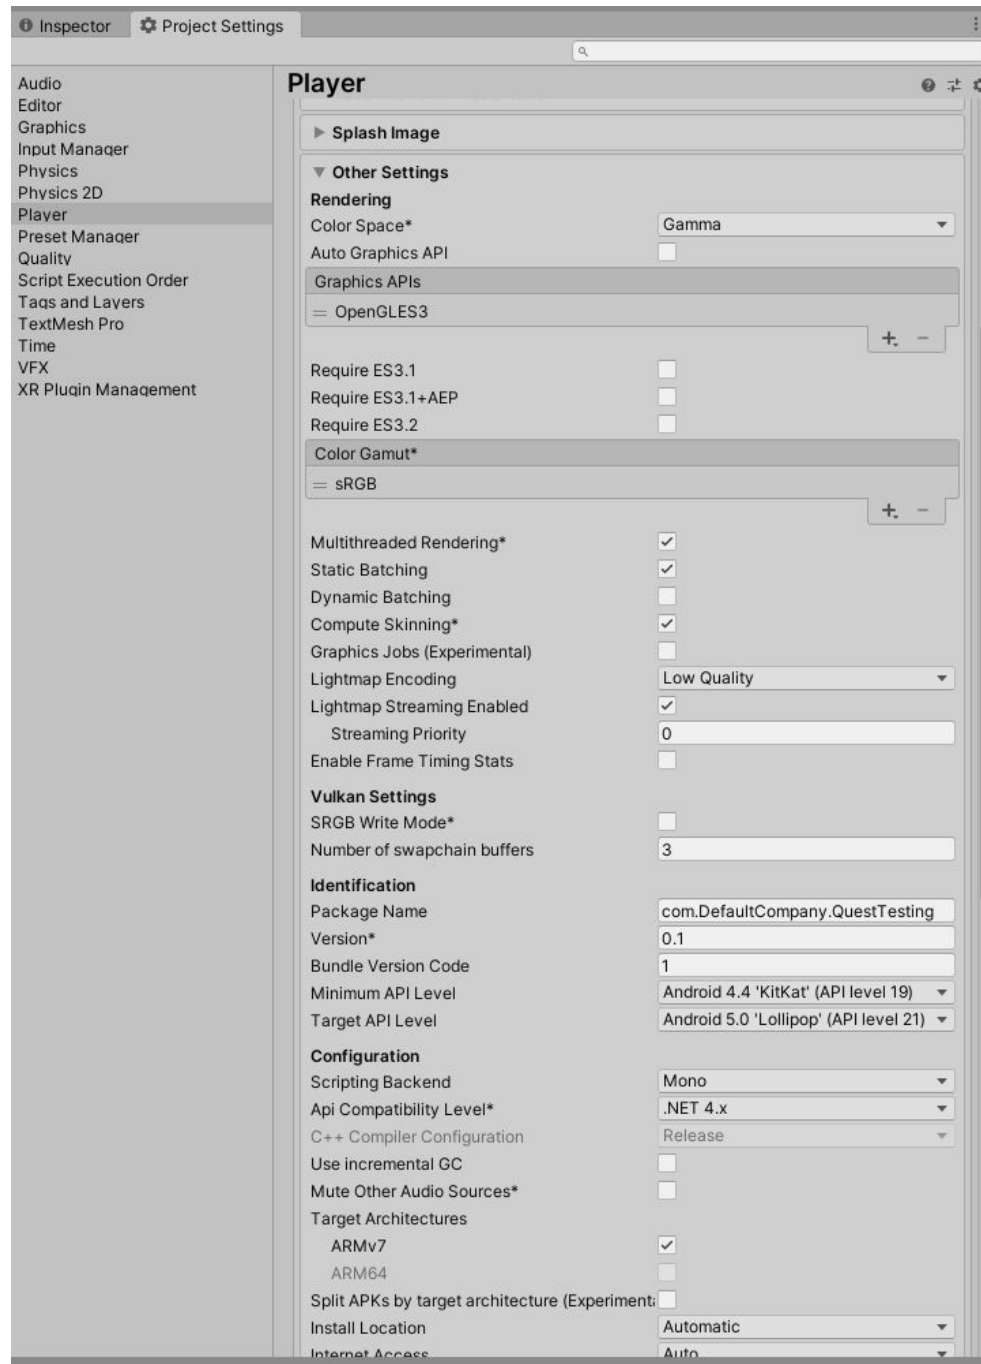 Inspector Project Settings
Audio
Editor
Graphics
Input Manager
Physics
Physics 2D
Player
Preset Manager
Quality
Script Execution Order
Tags and Layers
TextMesh Pro
Time
VFX
XR Plugin Management
Player
Splash Image
Other Settings
Rendering
Color Space* Gamma
Auto Graphics API
Graphics APIs
OpenGLES3
Require ES3.1
Require ES3.1+AEP
Require ES3.2
Color Gamut*
sRGB
Multithreaded Rendering*
Static Batching
Dynamic Batching
Compute Skinning*
Graphics Jobs (Experimental)
Lightmap Encoding Low Quality
Lightmap Streaming Enabled
Streaming Priority 0
Enable Frame Timing Stats
Vulkan Settings
SRGB Write Mode*
Number of swapchain buffers 3
Identification
Package Name com.DefaultCompany.QuestTesting
Version* 0.1
Bundle Version Code 1
Minimum API Level Android 4.4 'KitKat' (API level 19)
Target API Level Android 5.0 'Lollipop' (API level 21)
Configuration
Scripting Backend Mono
Api Compatibility Level* .NET 4.x
C++ Compiler Configuration Release
Use incremental GC
Mute Other Audio Sources*
Target Architectures
ARMv7
ARM64
Split APKs by target architecture (Experimenta
Install Location Automatic
Internet Access Auto